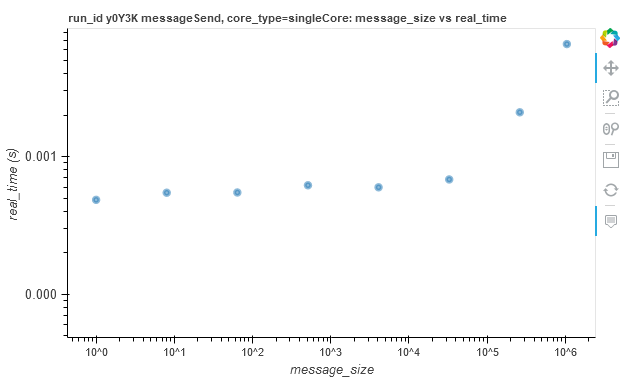 run_id y0Y3K messageSend, core_type=singleCore: message_size vs real_time
real_time (s)
0.001
0.000
10^0 10^1 10^2 10^3 10^4 10^5 10^6
message_size